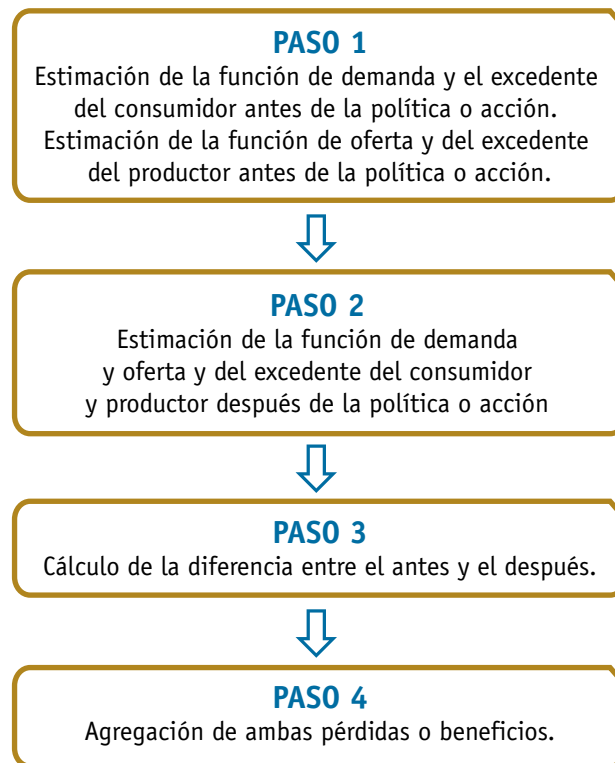 PASO 1
Estimación de la función de demanda y el excedente
del consumidor antes de la política o acción.
Estimación de la función de oferta y del excedente
del productor antes de la política o acción.
PASO 2
Estimación de la función de demanda
y oferta y del excedente del consumidor
y productor después de la política o acción
PASO 3
Cálculo de la diferencia entre el antes y el después.
PASO 4
Agregación de ambas pérdidas o beneficios.